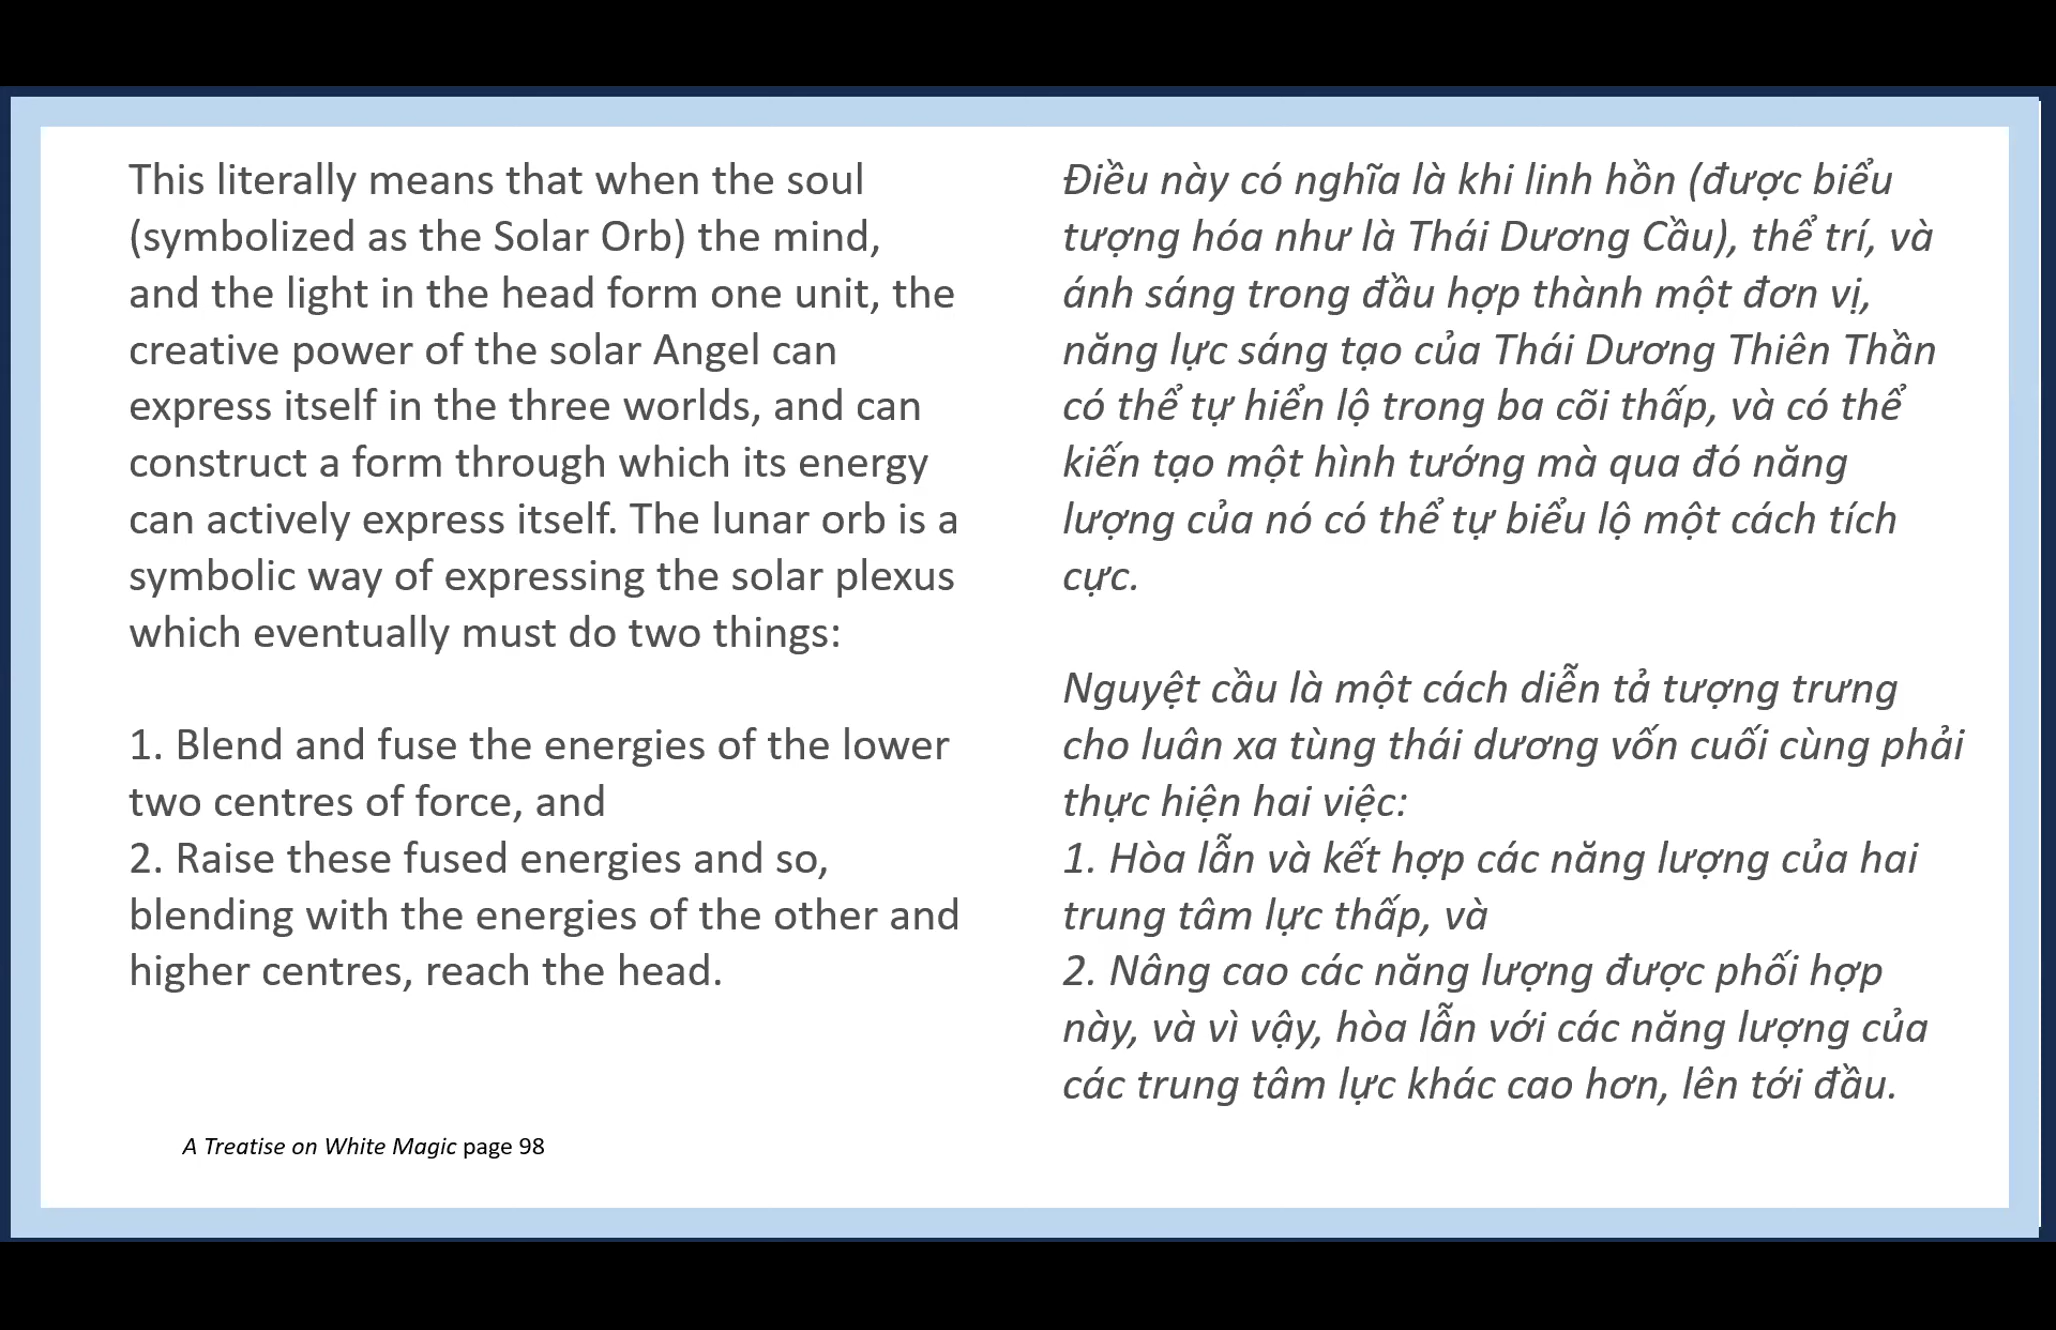 This literally means that when the soul
(symbolized as the Solar Orb) the mind,
and the light in the head form one unit, the
creative power of the solar Angel can
express itself in the three worlds, and can
construct a form through which its energy
can actively express itself. The lunar orb is a
symbolic way of expressing the solar plexus
which eventually must do two things:
1. Blend and fuse the energies of the lower
two centres of force, and
2. Raise these fused energies and so,
blending with the energies of the other and
higher centres, reach the head.
A Treatise on White Magic page 98
Điều này có nghĩa là khi linh hồn (được biểu
tượng hóa như là Thái Dương Cầu), thể trí, và
ánh sáng trong đầu hợp thành một đơn vị,
năng lực sáng tạo của Thái Dương Thiên Thần
có thể tự hiển lộ trong ba cõi thấp, và có thể
kiến tạo một hình tướng mà qua đó năng
lượng của nó có thể tự biểu lộ một cách tích
cực.
Nguyệt cầu là một cách diễn tả tượng trưng
cho luân xa tùng thái dương vốn cuối cùng phải
thực hiện hai việc:
1. Hòa lẫn và kết hợp các năng lượng của hai
trung tâm lực thấp, và
2. Nâng cao các năng lượng được phối hợp
này, và vì vậy, hòa lẫn với các năng lượng của
các trung tâm lực khác cao hơn, lên tới đầu.